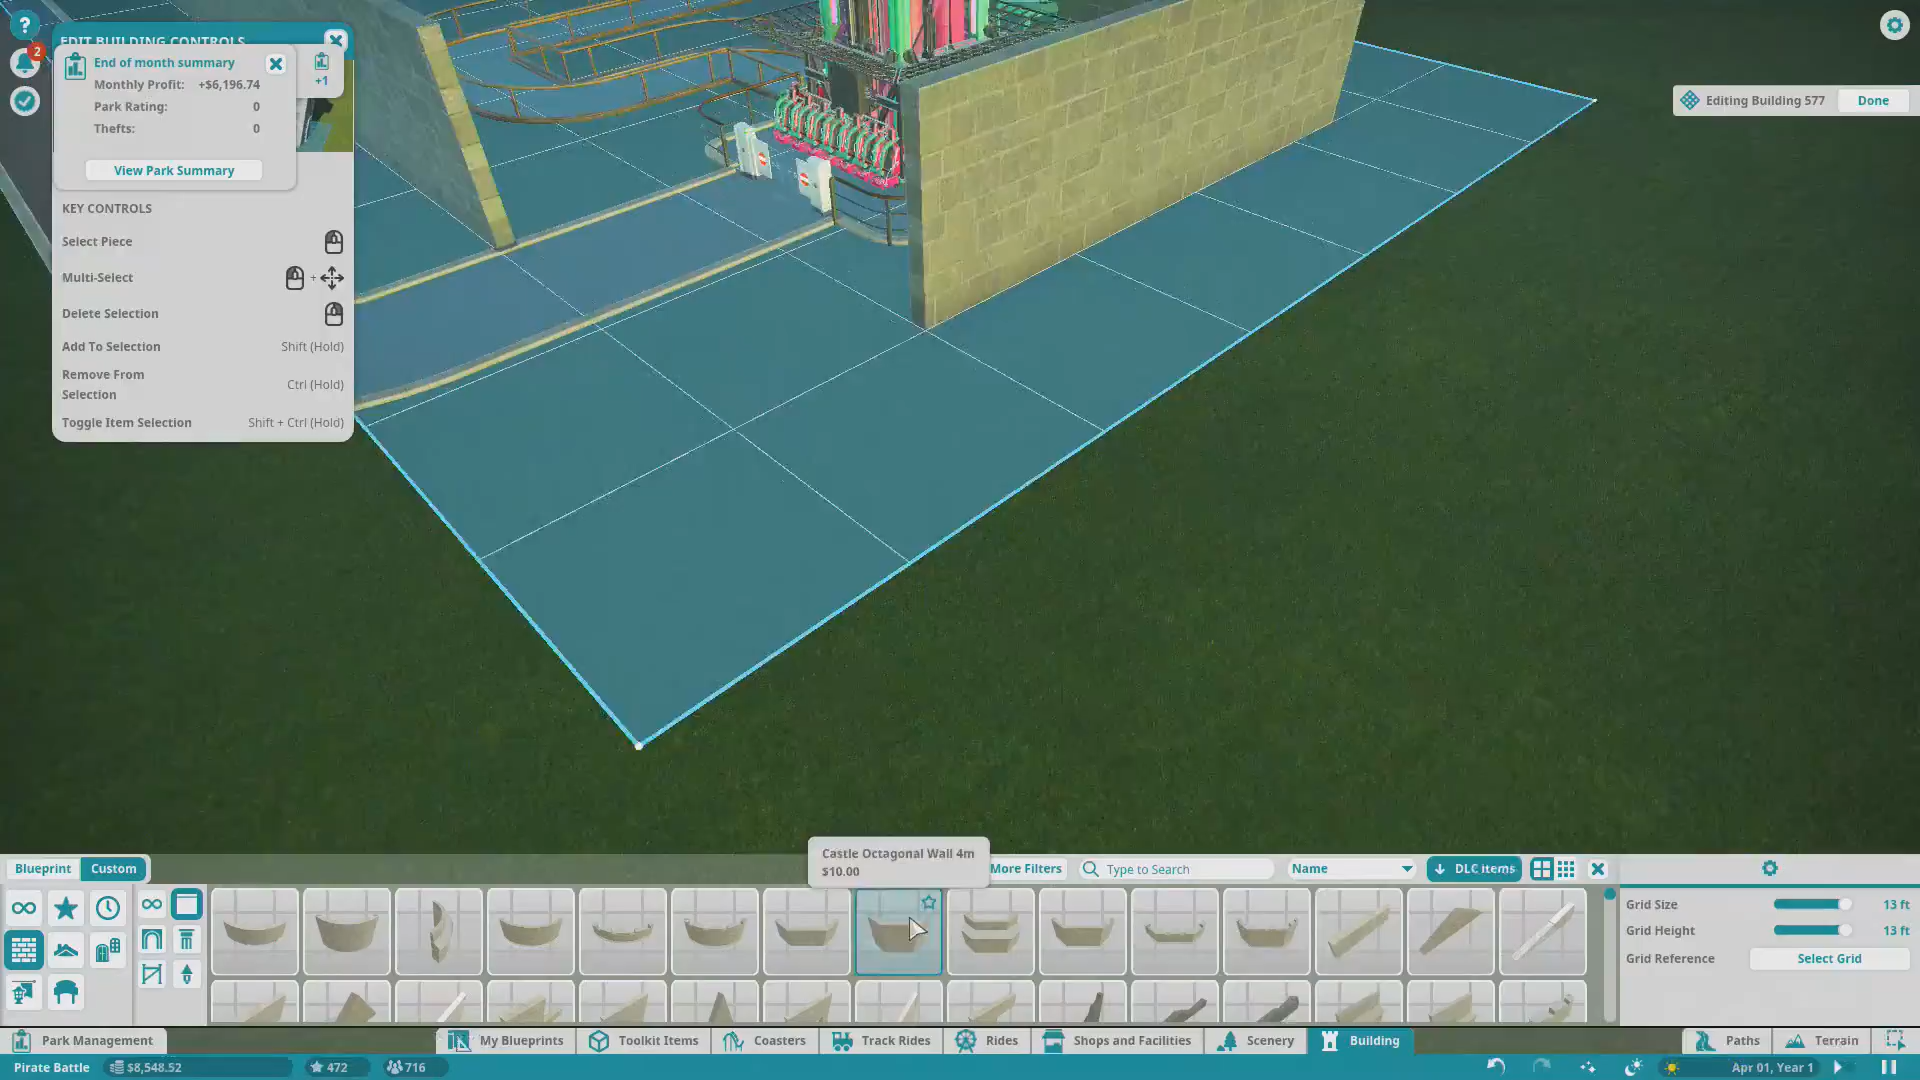 ?
2
EDIT BUILDING CONTROLS
End of month summary
Monthly Profit: +$6,196.74
Park Rating: 0
Thefts: 0
View Park Summary
+1
KEY CONTROLS
Select Piece
Multi-Select +
Delete Selection
Add To Selection Shift (Hold)
Remove From
Selection
Ctrl (Hold)
Toggle Item Selection Shift + Ctrl (Hold)
Editing Building 577 Done
Castle Octagonal Wall 4m
$10.00
Blueprint Custom
More Filters Type to Search Name DLC items
Grid Size 13 ft
Grid Height 13 ft
Grid Reference Select Grid
Park Management My Blueprints Toolkit Items Coasters Track Rides Rides Shops and Facilities Scenery Building Paths Terrain
Pirate Battle $8,548.52 472 716 Apr 01, Year 1